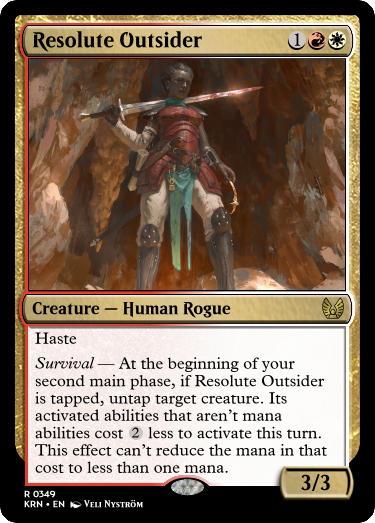 Resolute Outsider 1
Creature — Human Rogue
Haste
Survival — At the beginning of your
second main phase, if Resolute Outsider
is tapped, untap target creature. Its
activated abilities that aren't mana
abilities cost 2 less to activate this turn.
This effect can't reduce the mana in that
cost to less than one mana.
3/3
R 0349
KRN • EN VELI NYSTRÖM